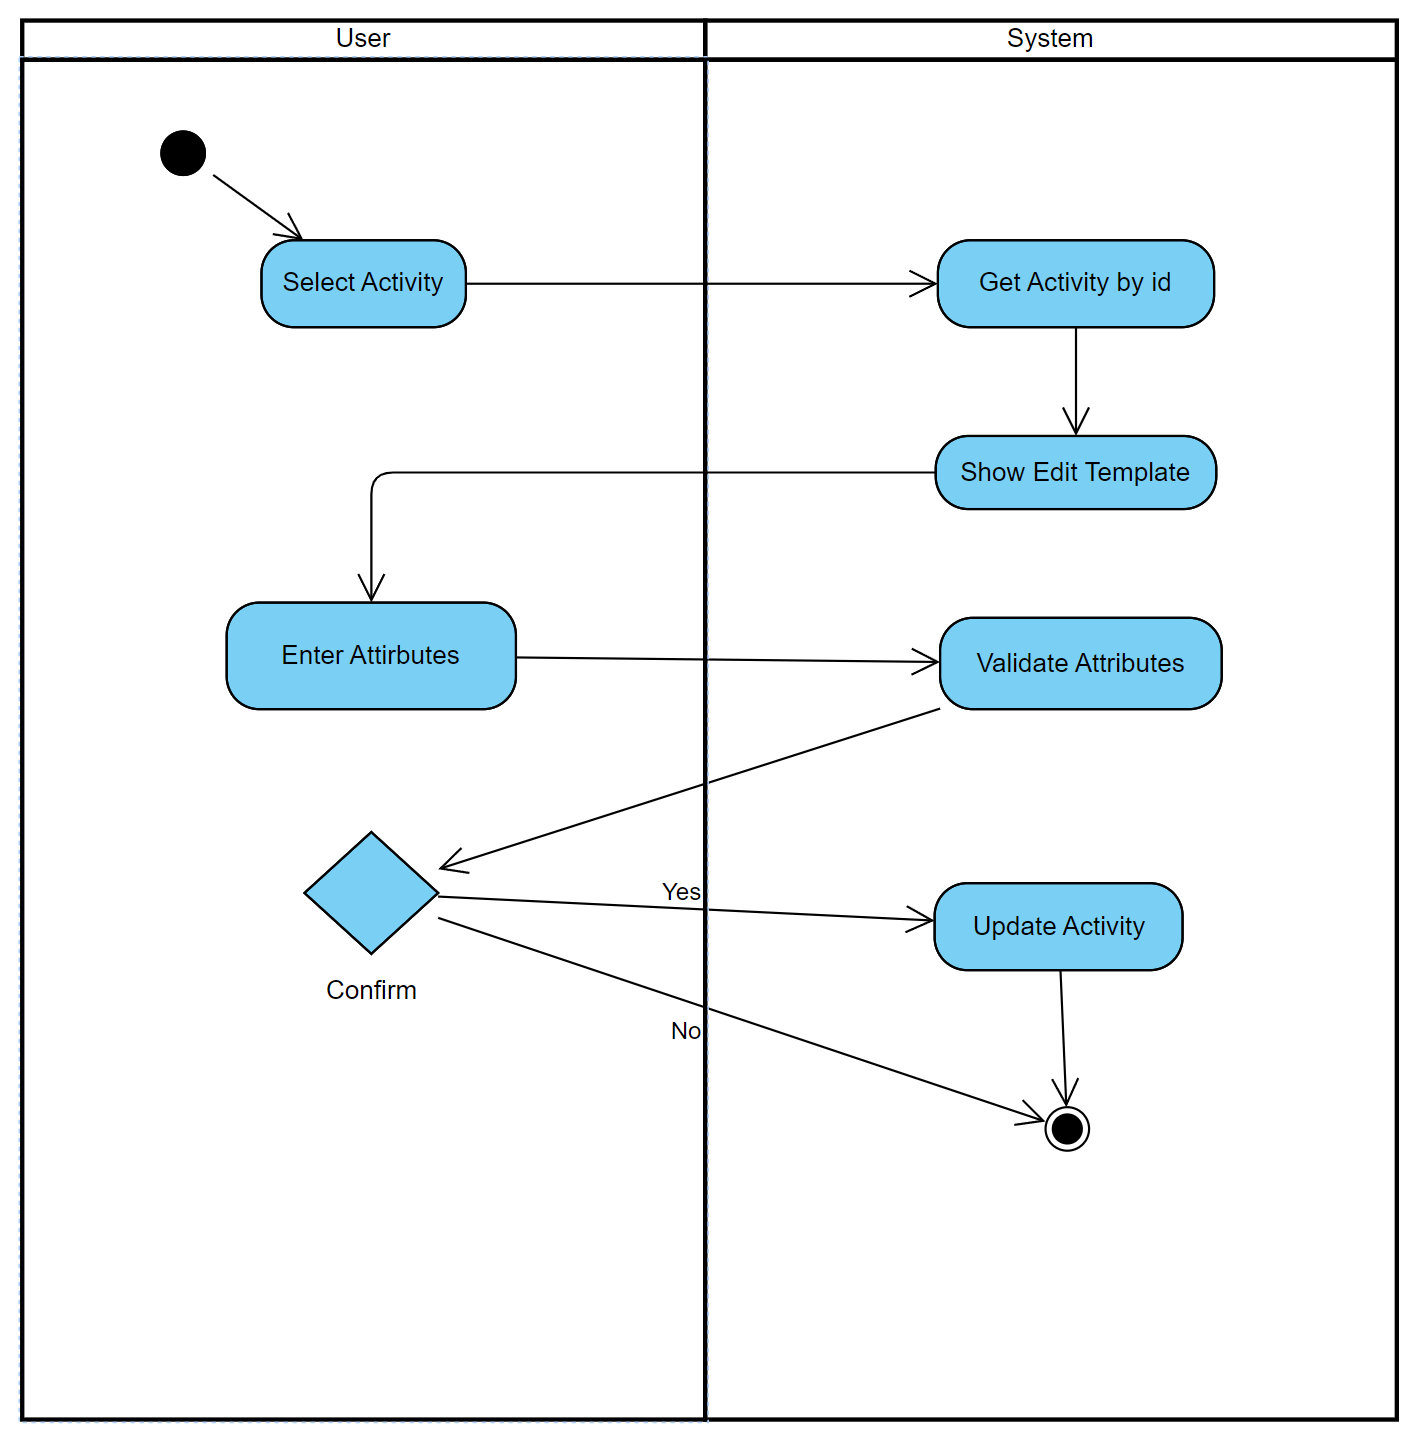 User
System
Select Activity
Get Activity by id
Show Edit Template
Enter Attirbutes
Validate Attributes
Yes
Update Activity
Confirm
No